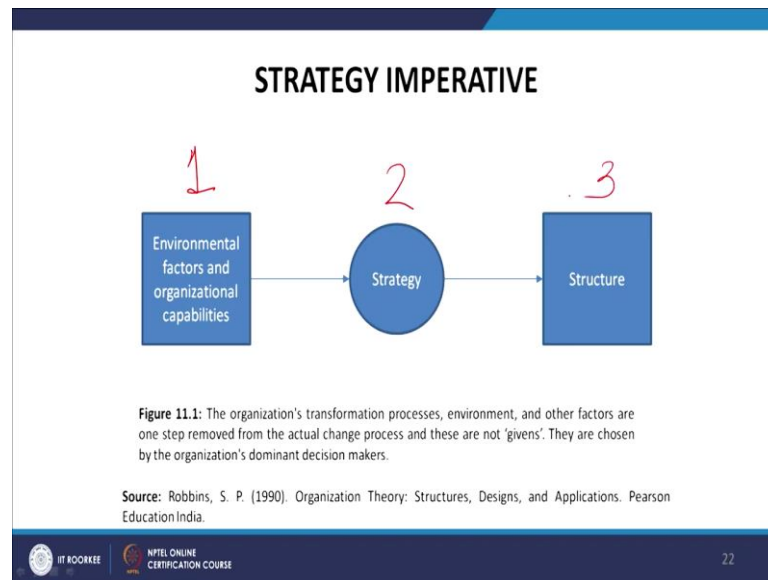 STRATEGY IMPERATIVE
1 2 3
Environmental
factors and
organizational
capabilities
Strategy
Structure
Figure 11.1: The organization's transformation processes, environment, and other factors are
one step removed from the actual change process and these are not 'givens'. They are chosen
by the organization's dominant decision makers.
Source: Robbins, S. P. (1990). Organization Theory: Structures, Designs, and Applications. Pearson
Education India.
IIT ROORKEE
NPTEL ONLINE
CERTIFICATION COURSE
22